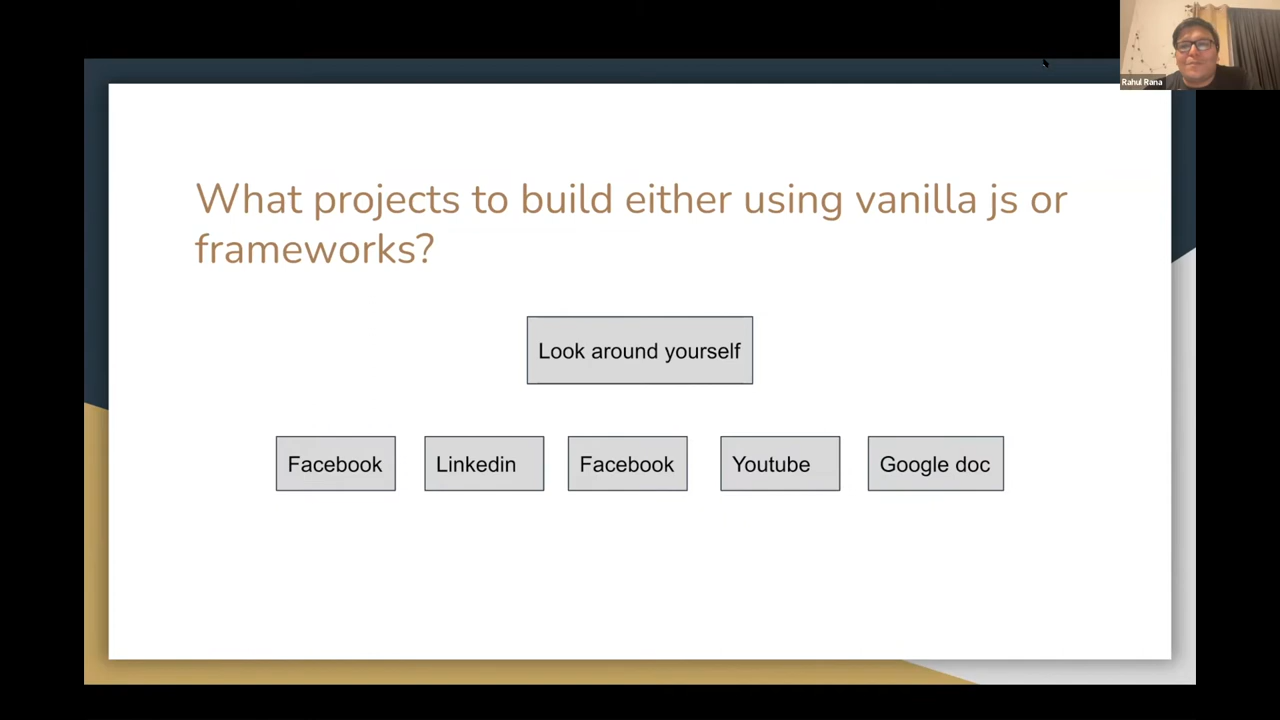 Rahul Rana
What projects to build either using vanilla js or
frameworks?
Look around yourself
Facebook
Linkedin
Facebook
Youtube
Google doc